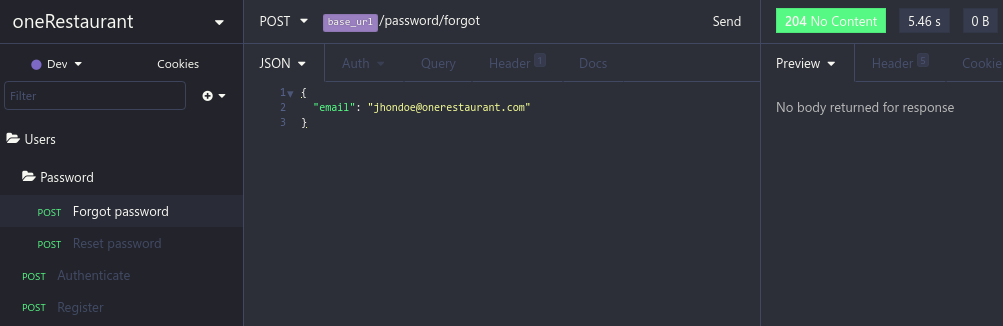 oneRestaurant
POST base_url/password/forgot Send
204 No Content 5.46 s 0 B
Dev Cookies
JSON Auth Query Header 1 Docs
Preview Header 5 Cookie
Filter
1 {
2 "email": "jhondoe@onerestaurant.com"
3 }
No body returned for response
Users
Password
POST Forgot password
POST Reset password
POST Authenticate
POST Register